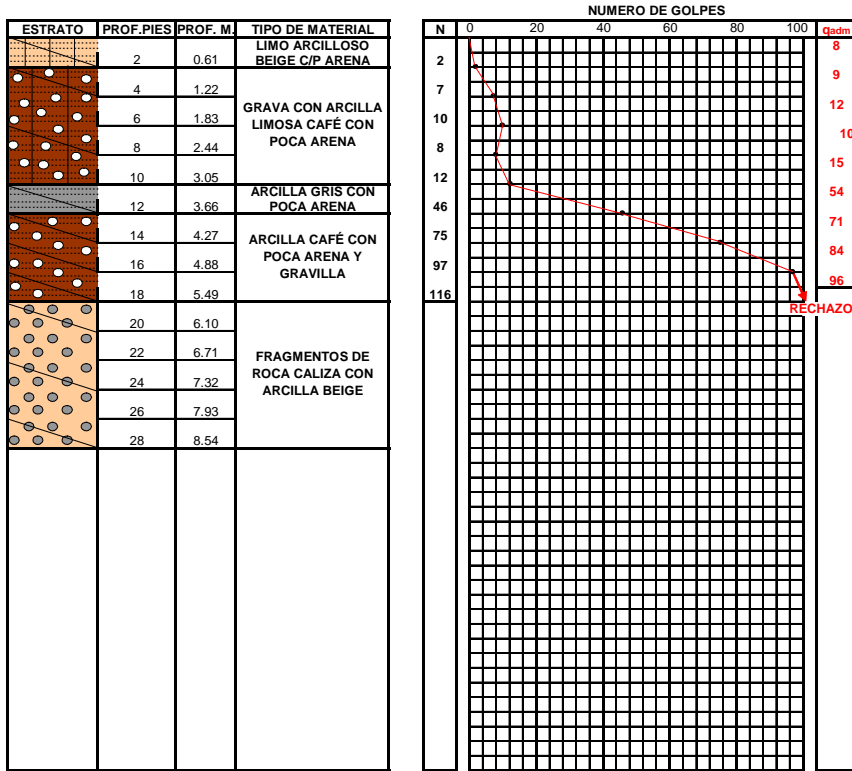 NUMERO DE GOLPES
ESTRATO PROF.PIES PROF. M. TIPO DE MATERIAL N 0 20 40 60 80 100 qadm
LIMO ARCILLOSO
BEIGE C/P ARENA
2 0.61
4 1.22
6 1.83
8 2.44
10 3.05
GRAVA CON ARCILLA
LIMOSA CAFÉ CON
POCA ARENA
12 3.66
ARCILLA GRIS CON
POCA ARENA
14 4.27
16 4.88
18 5.49
ARCILLA CAFÉ CON
POCA ARENA Y
GRAVILLA
20 6.10
22 6.71
24 7.32
26 7.93
28 8.54
FRAGMENTOS DE
ROCA CALIZA CON
ARCILLA BEIGE
2
7
10
8
12
46
75
97
116
8
9
12
10
15
54
71
84
96
RECHAZO